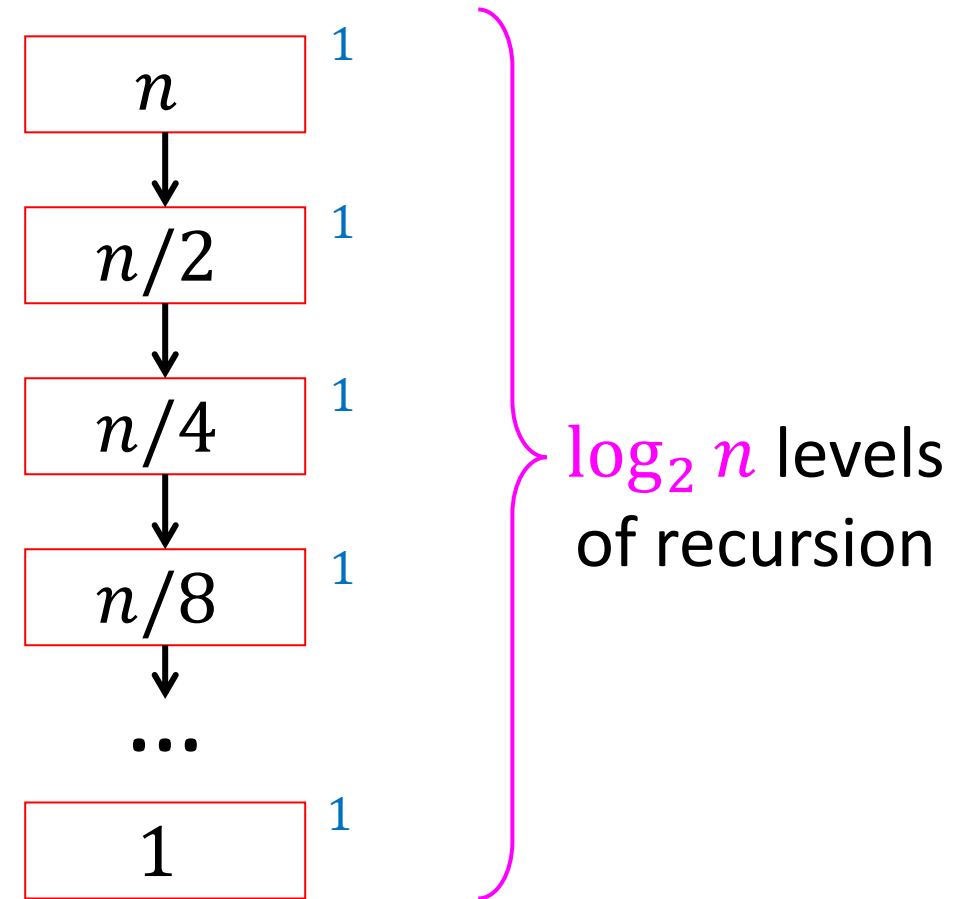 n
1
n/2
1
n/4
1
log₂ n levels
of recursion
n/8
1
...
1
1